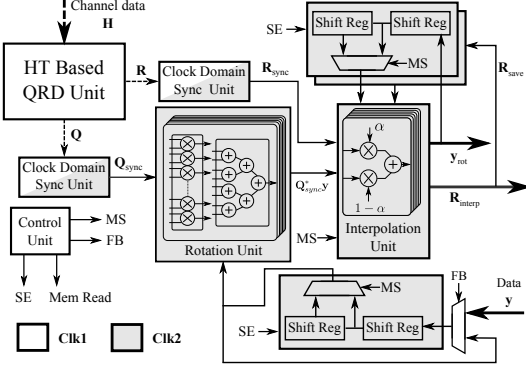 Channel data
H
HT Based
QRD Unit
R
Clock Domain
Sync Unit
R_sync
SE
Shift Reg
Shift Reg
MS
R_save
Q
Clock Domain
Sync Unit
Q_sync
Rotation Unit
Q*_sync y
α
1 − α
Interpolation
Unit
MS
y_rot
R_interp
Control
Unit
MS
FB
SE
Mem Read
MS
SE
Shift Reg
Shift Reg
FB
Data
y
Clk1
Clk2